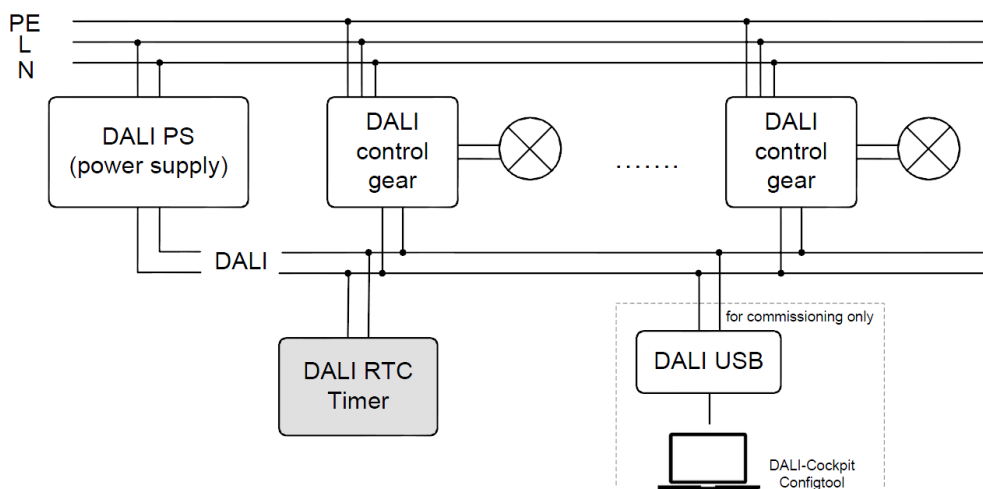 PE
L
N
DALI PS
(power supply)
DALI
control
gear
.......
DALI
control
gear
DALI
for commissioning only
DALI RTC
Timer
DALI USB
DALI-Cockpit
Configtool